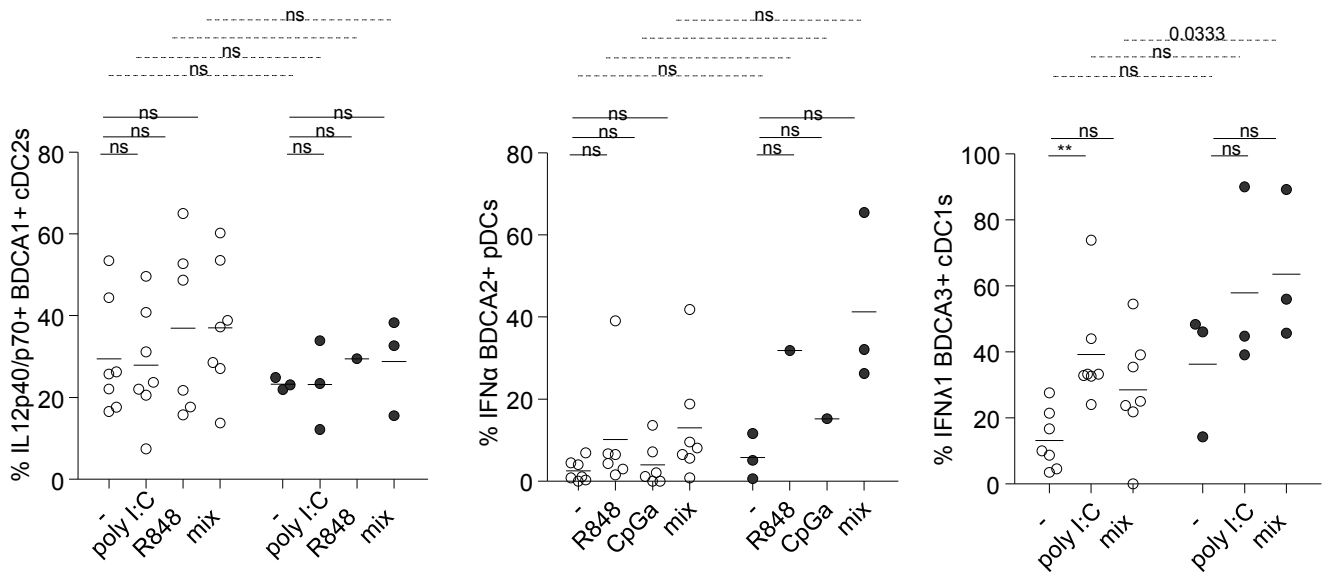 ns
ns
ns
ns
ns
ns
ns
ns
ns
80
60
40
20
0
% IL12p40/p70+ BDCA1+ cDC2s
-
poly I:C
R848
mix
-
poly I:C
R848
mix
ns
ns
ns
ns
ns
ns
ns
ns
80
60
40
20
0
% IFNα BDCA2+ pDCs
-
R848
CpGa
mix
-
R848
CpGa
mix
0.0333
ns
ns
ns
ns
**
ns
100
80
60
40
20
0
% IFNλ1 BDCA3+ cDC1s
-
poly I:C
mix
-
poly I:C
mix